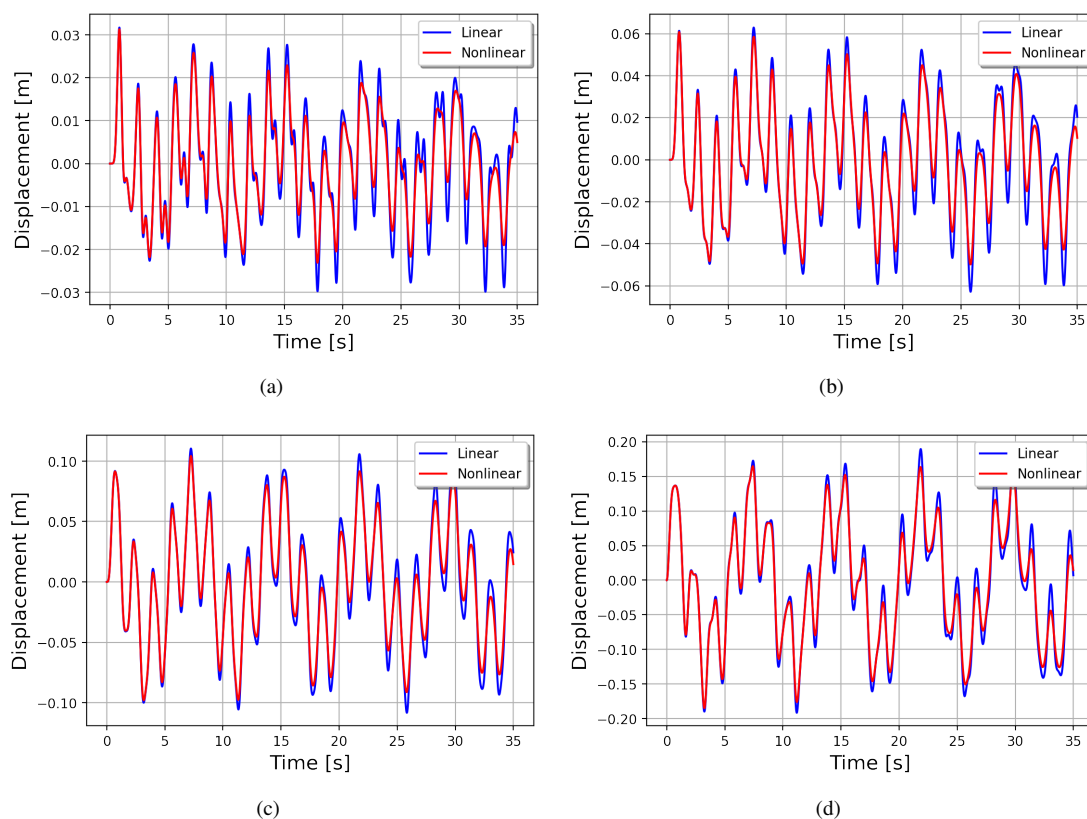 Displacement [m]
0.03
0.02
0.01
0.00
−0.01
−0.02
−0.03
Linear
Nonlinear
0 5 10 15 20 25 30 35
Time [s]
(a)
Displacement [m]
0.06
0.04
0.02
0.00
−0.02
−0.04
−0.06
Linear
Nonlinear
0 5 10 15 20 25 30 35
Time [s]
(b)
Displacement [m]
0.10
0.05
0.00
−0.05
−0.10
Linear
Nonlinear
0 5 10 15 20 25 30 35
Time [s]
(c)
Displacement [m]
0.20
0.15
0.10
0.05
0.00
−0.05
−0.10
−0.15
−0.20
Linear
Nonlinear
0 5 10 15 20 25 30 35
Time [s]
(d)